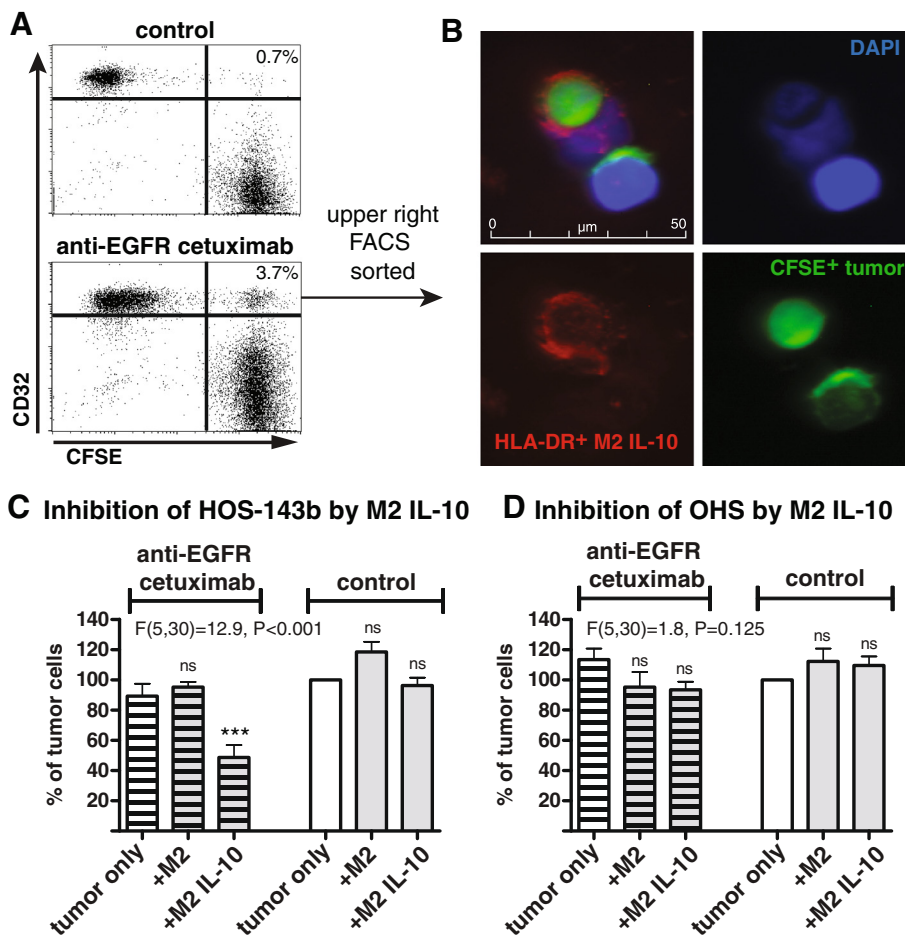 A
control
0.7%
anti-EGFR cetuximab
3.7%
CD32
CFSE
upper right
FACS
sorted
B
DAPI
0 50
µm
CFSE+ tumor
HLA-DR+ M2 IL-10
C Inhibition of HOS-143b by M2 IL-10
anti-EGFR
cetuximab
control
F(5,30)=12.9, P<0.001
% of tumor cells
140
120
100
80
60
40
20
ns
***
ns
ns
tumor only
+M2
+M2 IL-10
tumor only
+M2
+M2 IL-10
D Inhibition of OHS by M2 IL-10
anti-EGFR
cetuximab
control
F(5,30)=1.8, P=0.125
% of tumor cells
140
120
100
80
60
40
20
ns
ns
ns
ns
tumor only
+M2
+M2 IL-10
tumor only
+M2
+M2 IL-10